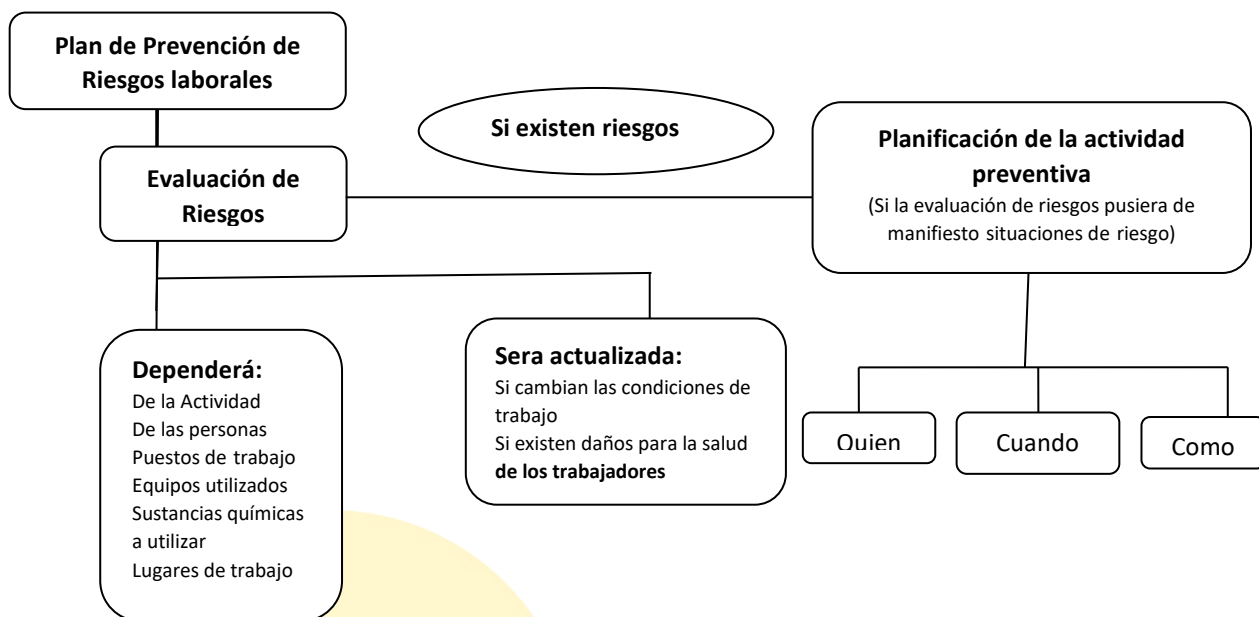 Plan de Prevención de
Riesgos laborales
Si existen riesgos
Evaluación de
Riesgos
Planificación de la actividad
preventiva
(Si la evaluación de riesgos pusiera de
manifiesto situaciones de riesgo)
Dependerá:
De la Actividad
De las personas
Puestos de trabajo
Equipos utilizados
Sustancias químicas
a utilizar
Lugares de trabajo
Sera actualizada:
Si cambian las condiciones de
trabajo
Si existen daños para la salud
de los trabajadores
Quien
Cuando
Como